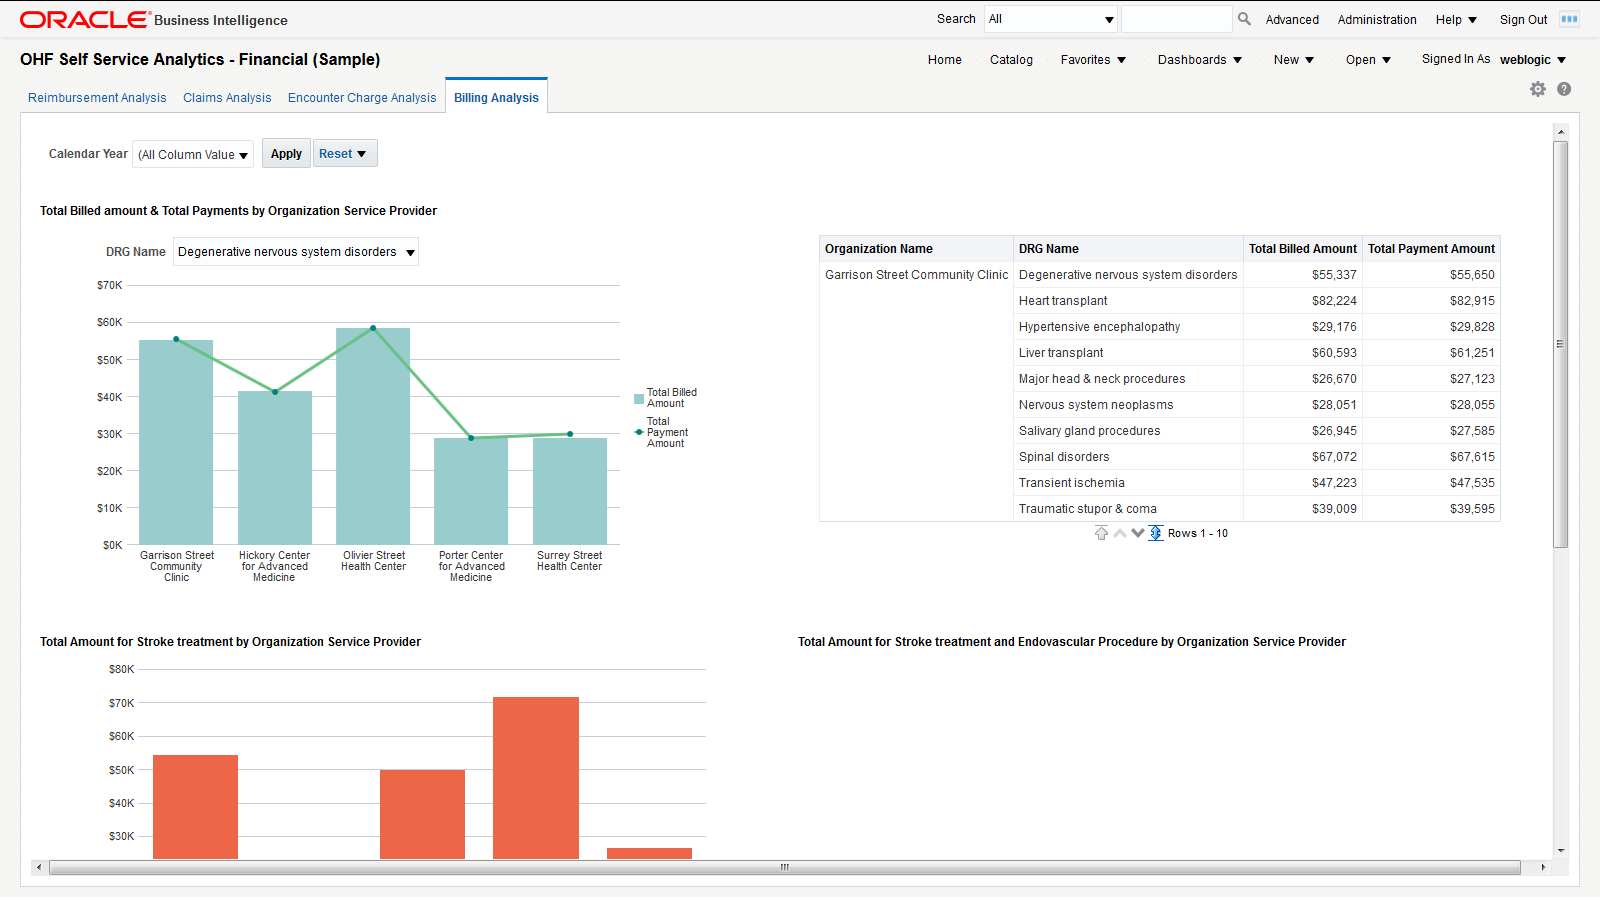 ORACLE Business Intelligence
Search All Advanced Administration Help Sign Out
OHF Self Service Analytics - Financial (Sample)
Home Catalog Favorites Dashboards New Open Signed In As weblogic
Reimbursement Analysis Claims Analysis Encounter Charge Analysis Billing Analysis
Calendar Year (All Column Value Apply Reset
Total Billed amount & Total Payments by Organization Service Provider
DRG Name Degenerative nervous system disorders
$70K
$60K
$50K
$40K
$30K
$20K
$10K
$0K
Garrison Street
Community
Clinic
Hickory Center
for Advanced
Medicine
Olivier Street
Health Center
Porter Center
for Advanced
Medicine
Surrey Street
Health Center
Total Billed
Amount
Total
Payment
Amount
Organization Name DRG Name Total Billed Amount Total Payment Amount
Garrison Street Community Clinic Degenerative nervous system disorders $55,337 $55,650
Heart transplant $82,224 $82,915
Hypertensive encephalopathy $29,176 $29,828
Liver transplant $60,593 $61,251
Major head & neck procedures $26,670 $27,123
Nervous system neoplasms $28,051 $28,055
Salivary gland procedures $26,945 $27,585
Spinal disorders $67,072 $67,615
Transient ischemia $47,223 $47,535
Traumatic stupor & coma $39,009 $39,595
Rows 1 - 10
Total Amount for Stroke treatment by Organization Service Provider
$80K
$70K
$60K
$50K
$40K
$30K
Total Amount for Stroke treatment and Endovascular Procedure by Organization Service Provider